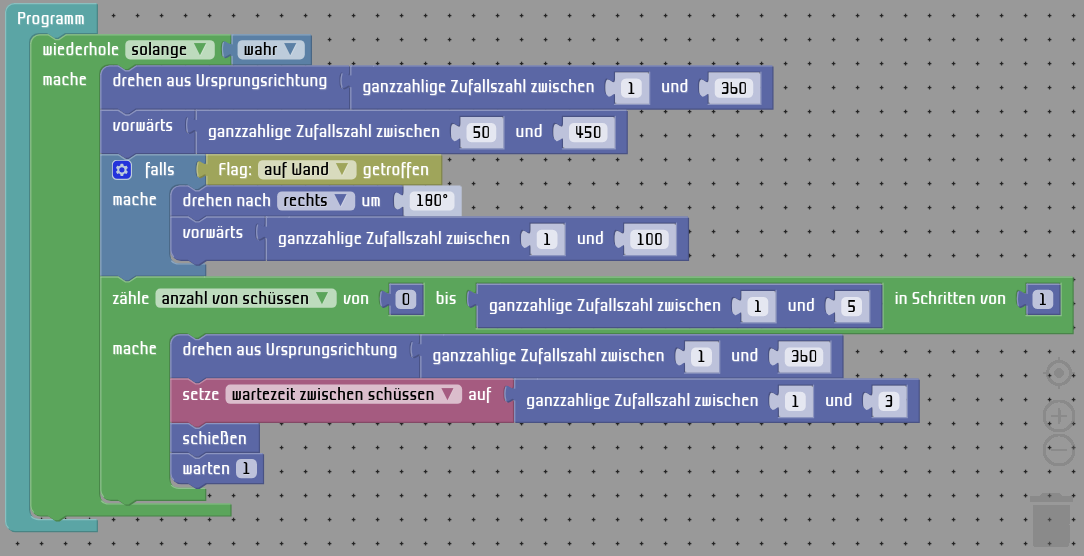 Programm
wiederhole solange ▼ wahr ▼
mache drehen aus Ursprungsrichtung ganzzahlige Zufallszahl zwischen 1 und 360
vorwärts ganzzahlige Zufallszahl zwischen 50 und 450
falls Flag: auf Wand ▼ getroffen
mache drehen nach rechts ▼ um 180°
vorwärts ganzzahlige Zufallszahl zwischen 1 und 100
zähle anzahl von schüssen ▼ von 0 bis ganzzahlige Zufallszahl zwischen 1 und 5 in Schritten von 1
mache drehen aus Ursprungsrichtung ganzzahlige Zufallszahl zwischen 1 und 360
setze wartezeit zwischen schüssen ▼ auf ganzzahlige Zufallszahl zwischen 1 und 3
schießen
warten 1